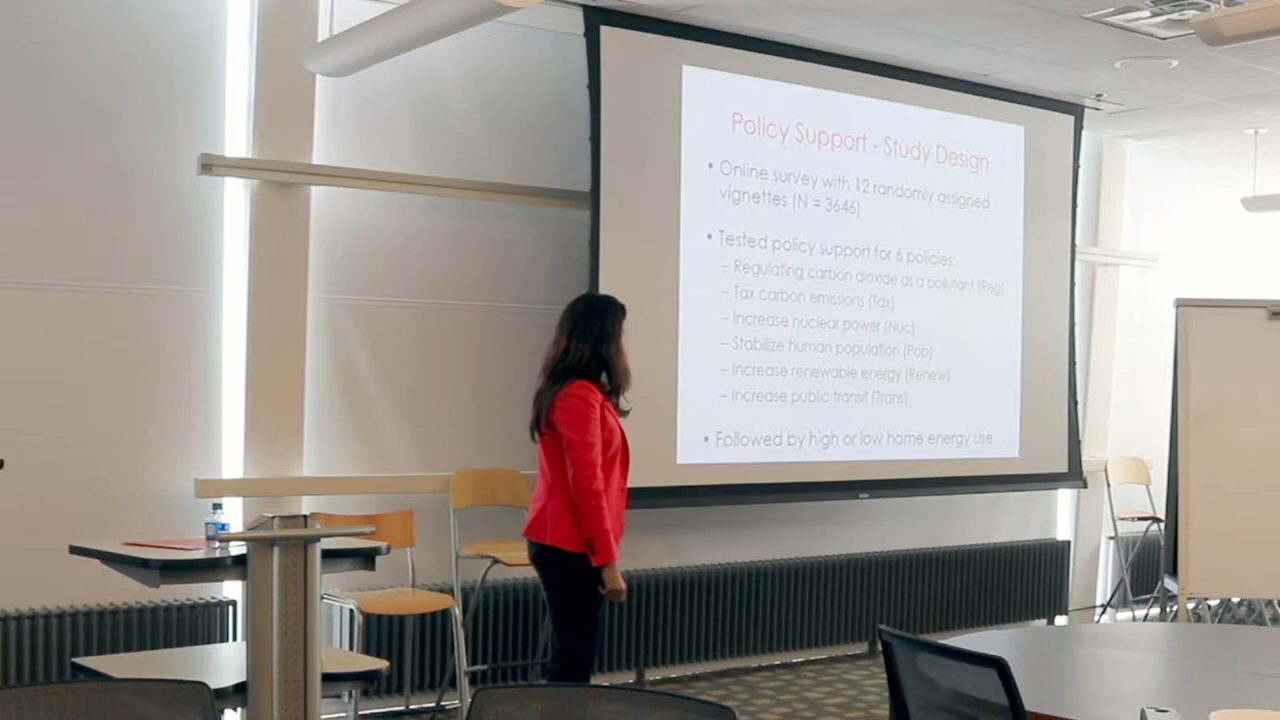 Policy Support - Study Design
• Online survey with 12 randomly assigned
vignettes (N = 3646)
• Tested policy support for 6 policies:
– Regulating carbon dioxide as a pollutant (Reg)
– Tax carbon emissions (Tax)
– Increase nuclear power (Nuc)
– Stabilize human population (Pop)
– Increase renewable energy (Renew)
– Increase public transit (Trans)
• Followed by high or low home energy use